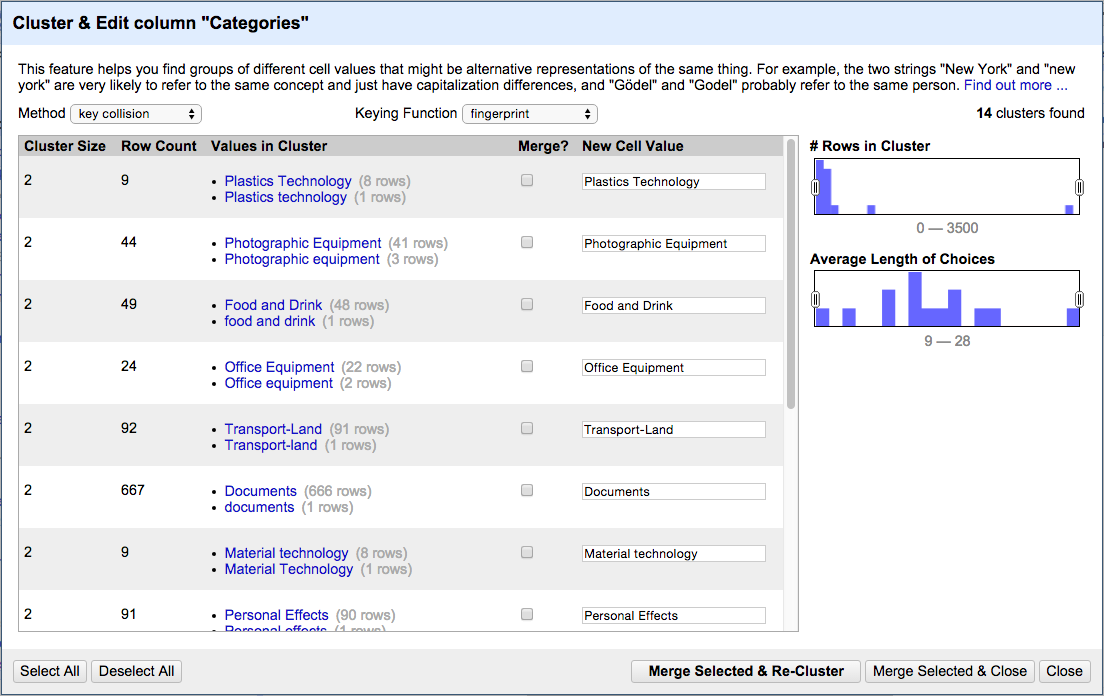 Cluster & Edit column "Categories"
This feature helps you find groups of different cell values that might be alternative representations of the same thing. For example, the two strings "New York" and "new
york" are very likely to refer to the same concept and just have capitalization differences, and "Gödel" and "Godel" probably refer to the same person. Find out more ...
Method key collision Keying Function fingerprint 14 clusters found
Cluster Size Row Count Values in Cluster Merge? New Cell Value
2 9 • Plastics Technology (8 rows) Plastics Technology
• Plastics technology (1 rows)
2 44 • Photographic Equipment (41 rows) Photographic Equipment
• Photographic equipment (3 rows)
2 49 • Food and Drink (48 rows) Food and Drink
• food and drink (1 rows)
2 24 • Office Equipment (22 rows) Office Equipment
• Office equipment (2 rows)
2 92 • Transport-Land (91 rows) Transport-Land
• Transport-land (1 rows)
2 667 • Documents (666 rows) Documents
• documents (1 rows)
2 9 • Material technology (8 rows) Material technology
• Material Technology (1 rows)
2 91 • Personal Effects (90 rows) Personal Effects
• Personal effects (1 rows)
# Rows in Cluster
0 — 3500
Average Length of Choices
9 — 28
Select All Deselect All Merge Selected & Re-Cluster Merge Selected & Close Close